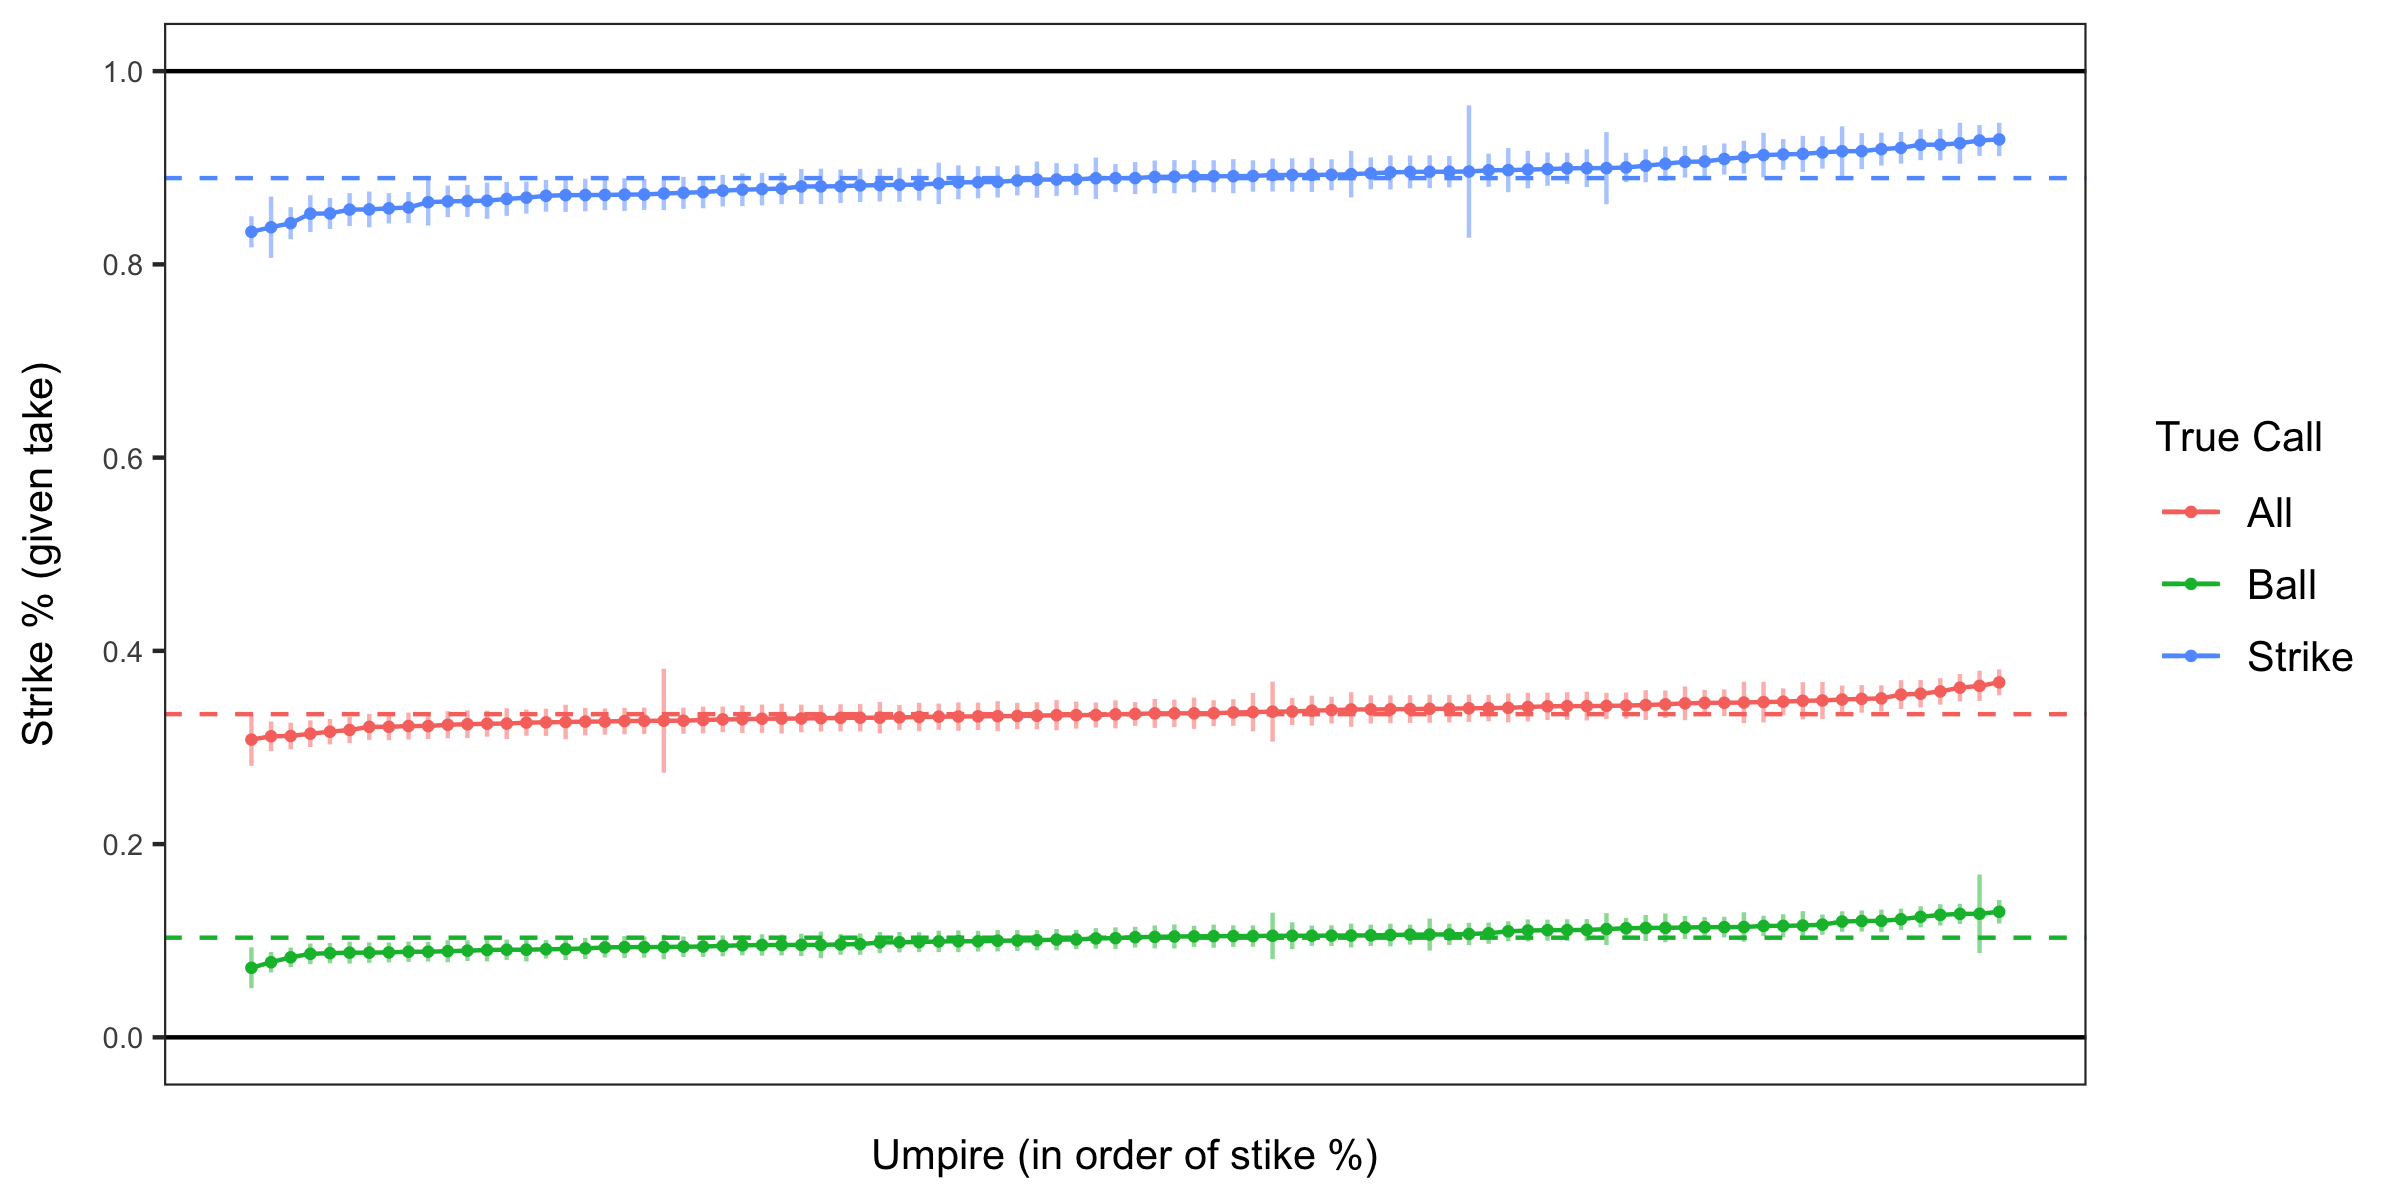 Strike % (given take)
1.0
0.8
0.6
0.4
0.2
0.0
Umpire (in order of stike %)
True Call
All
Ball
Strike